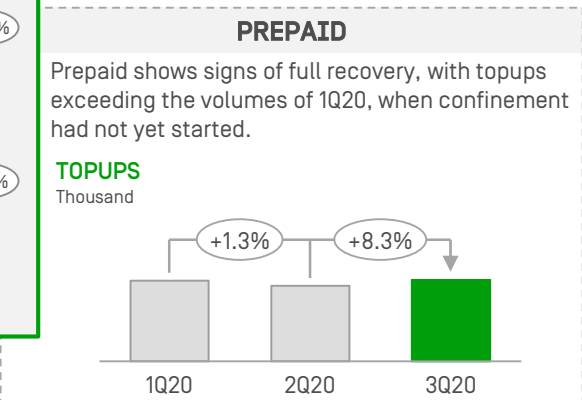 %
%
PREPAID
Prepaid shows signs of full recovery, with topups
exceeding the volumes of 1Q20, when confinement
had not yet started.
TOPUPS
Thousand
+1.3%
+8.3%
1Q20
2Q20
3Q20